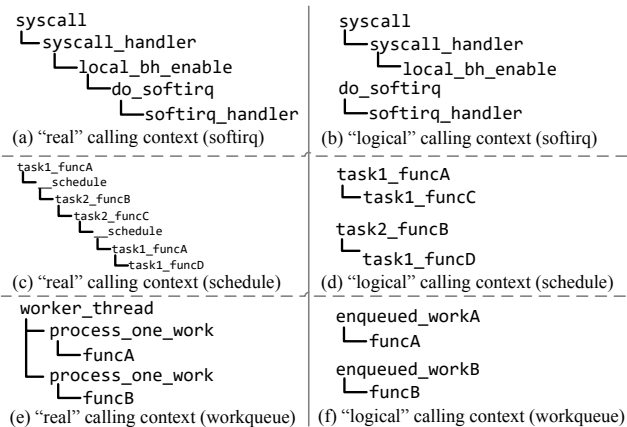 syscall
syscall_handler
local_bh_enable
do_softirq
softirq_handler
(a) “real” calling context (softirq)
syscall
syscall_handler
local_bh_enable
do_softirq
softirq_handler
(b) “logical” calling context (softirq)
task1_funcA
__schedule
task2_funcB
task2_funcC
__schedule
task1_funcA
task1_funcD
(c) “real” calling context (schedule)
task1_funcA
task1_funcC
task2_funcB
task1_funcD
(d) “logical” calling context (schedule)
worker_thread
process_one_work
funcA
process_one_work
funcB
(e) “real” calling context (workqueue)
enqueued_workA
funcA
enqueued_workB
funcB
(f) “logical” calling context (workqueue)